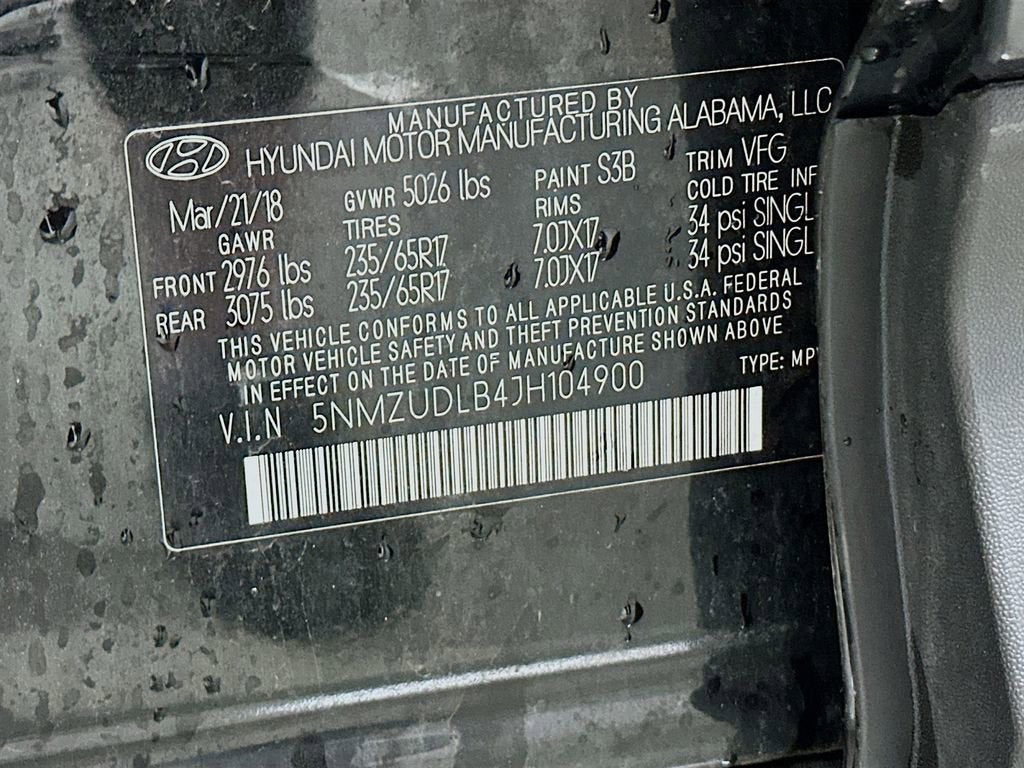 MANUFACTURED BY
HYUNDAI MOTOR MANUFACTURING ALABAMA, LLC
Mar/21/18 GVWR 5026 lbs PAINT S3B TRIM VFG
GAWR TIRES RIMS COLD TIRE INF
FRONT 2976 lbs 235/65R17 7.0JX17 34 psi SINGL
REAR 3075 lbs 235/65R17 7.0JX17 34 psi SINGL
THIS VEHICLE CONFORMS TO ALL APPLICABLE U.S.A. FEDERAL
MOTOR VEHICLE SAFETY AND THEFT PREVENTION STANDARDS
IN EFFECT ON THE DATE OF MANUFACTURE SHOWN ABOVE
V.I.N 5NMZUDLB4JH104900 TYPE: MP